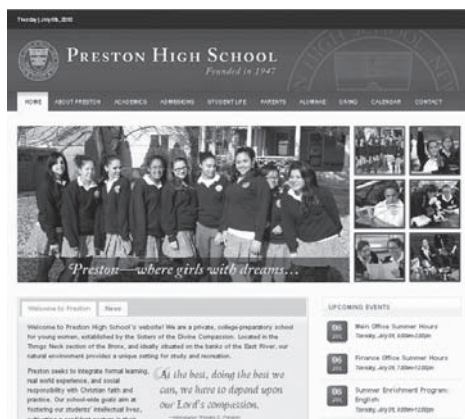 PRESTON HIGH SCHOOL
Founded in 1947
HOME ABOUT PRESTON ACADEMICS ADMISSIONS STUDENT LIFE PARENTS ALUMNAE GIVING CALENDAR CONTACT
Preston—where girls with dreams…
Welcome to Preston News
Welcome to Preston High School's website! We are a private, college-preparatory school
for young women, established by the Sisters of the Divine Compassion. Located in the
Throgs Neck section of the Bronx, and ideally situated on the banks of the East River, our
natural environment provides a unique setting for study and recreation.
Preston seeks to integrate formal learning,
real world experience, and social
responsibility with Christian faith and
practice. Our school-wide goals aim at
fostering our students' intellectual lives,
At the best, doing the best we
can, we have to depend upon
our Lord's compassion.
UPCOMING EVENTS
06
Main Office Summer Hours
06
Finance Office Summer Hours
06
Summer Enrichment Program:
English